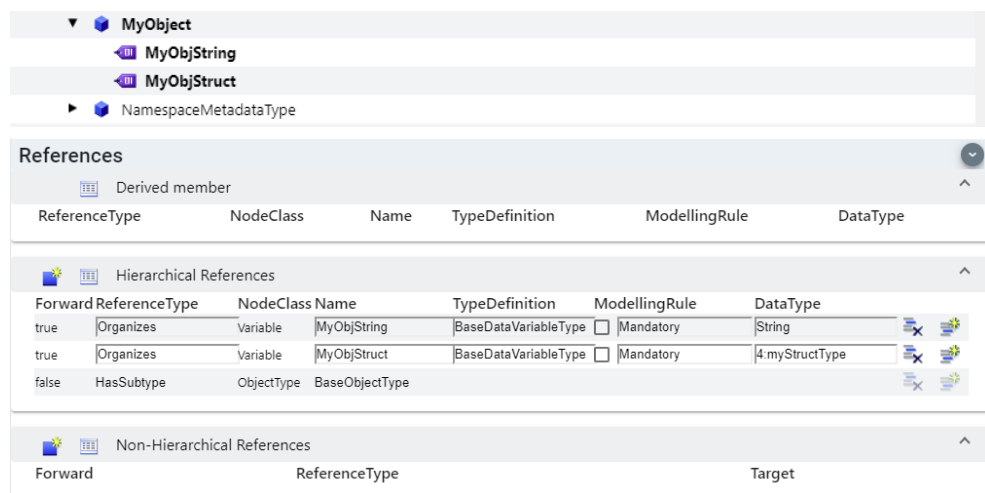 MyObject
MyObjString
MyObjStruct
NamespaceMetadataType
References
Derived member
ReferenceType NodeClass Name TypeDefinition ModellingRule DataType
Hierarchical References
Forward ReferenceType NodeClass Name TypeDefinition ModellingRule DataType
true Organizes Variable MyObjString BaseDataVariableType Mandatory String
true Organizes Variable MyObjStruct BaseDataVariableType Mandatory 4:myStructType
false HasSubtype ObjectType BaseObjectType
Non-Hierarchical References
Forward ReferenceType Target